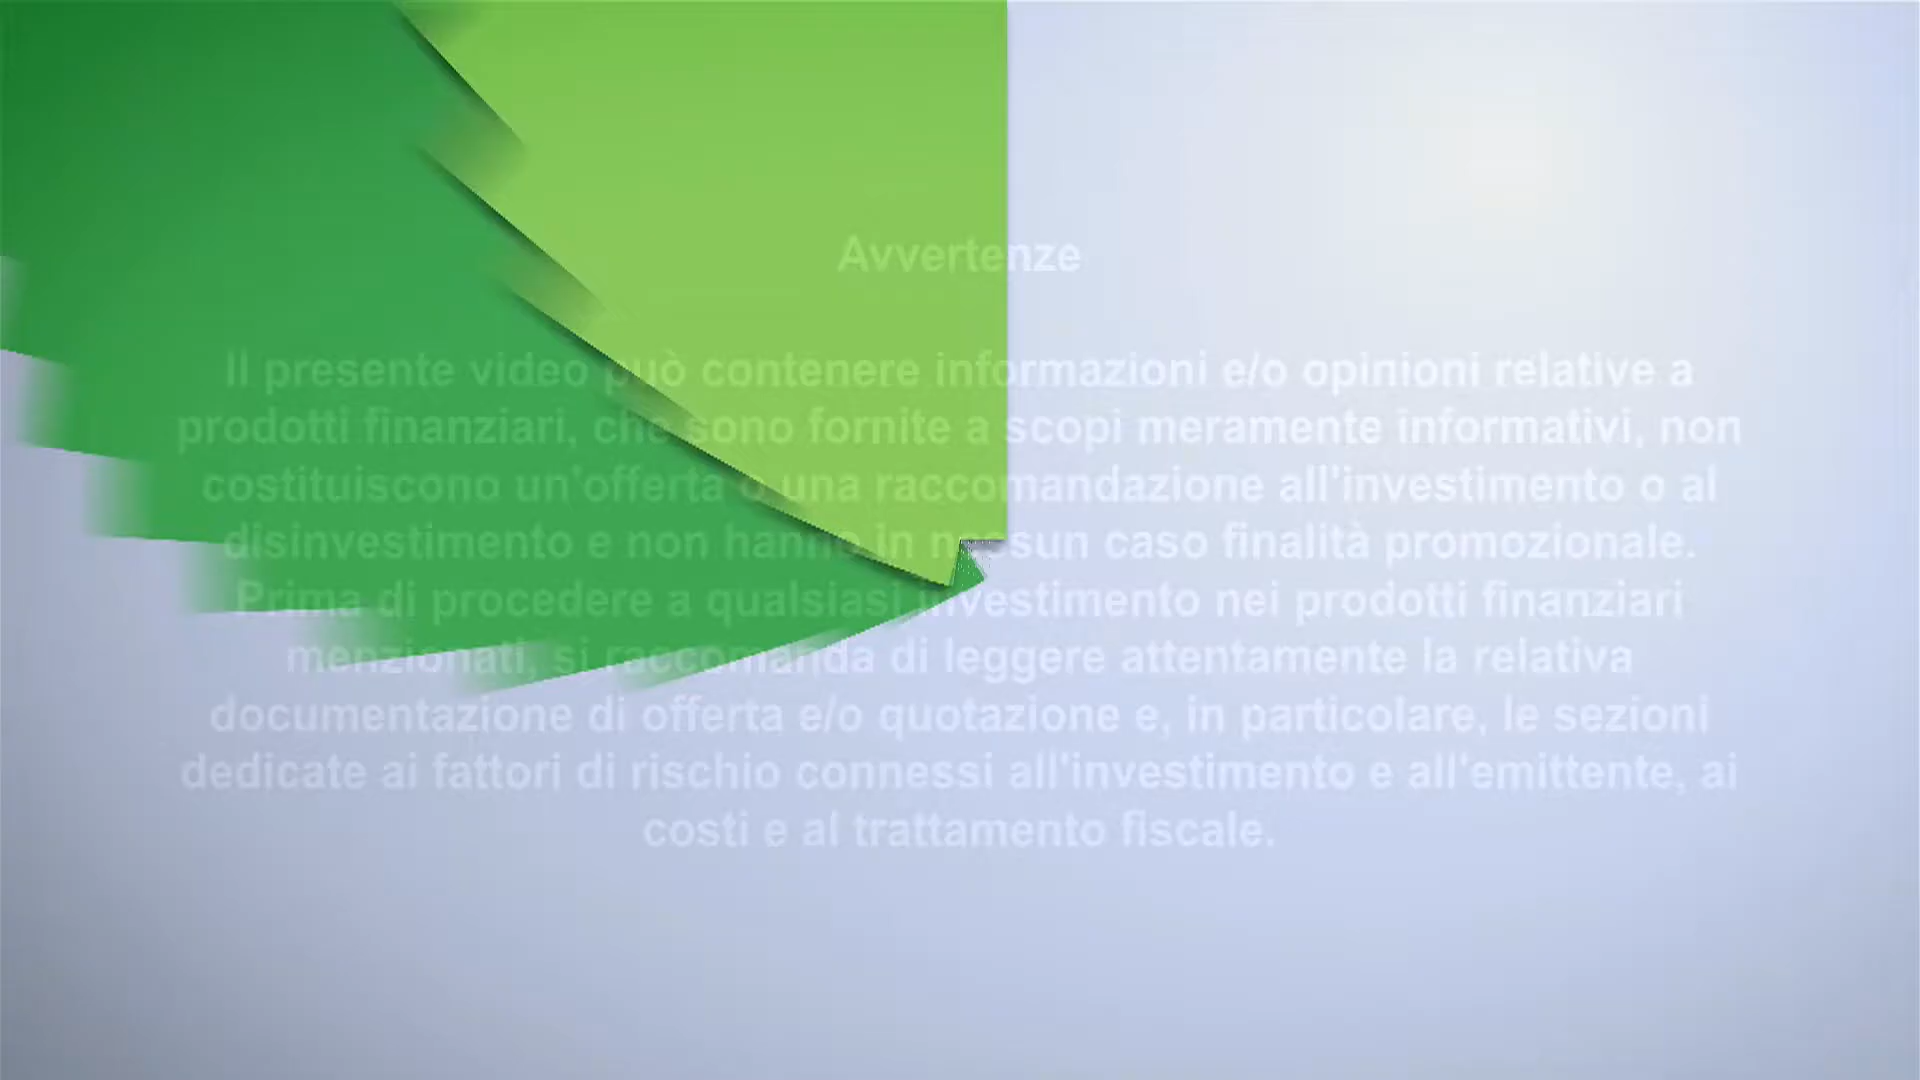 Avvertenze
Il presente video può contenere informazioni e/o opinioni relative a
prodotti finanziari, che sono fornite a scopi meramente informativi, non
costituiscono un'offerta o una raccomandazione all'investimento o al
disinvestimento e non hanno in nessun caso finalità promozionale.
Prima di procedere a qualsiasi investimento nei prodotti finanziari
menzionati, si raccomanda di leggere attentamente la relativa
documentazione di offerta e/o quotazione e, in particolare, le sezioni
dedicate ai fattori di rischio connessi all'investimento e all'emittente, ai
costi e al trattamento fiscale.